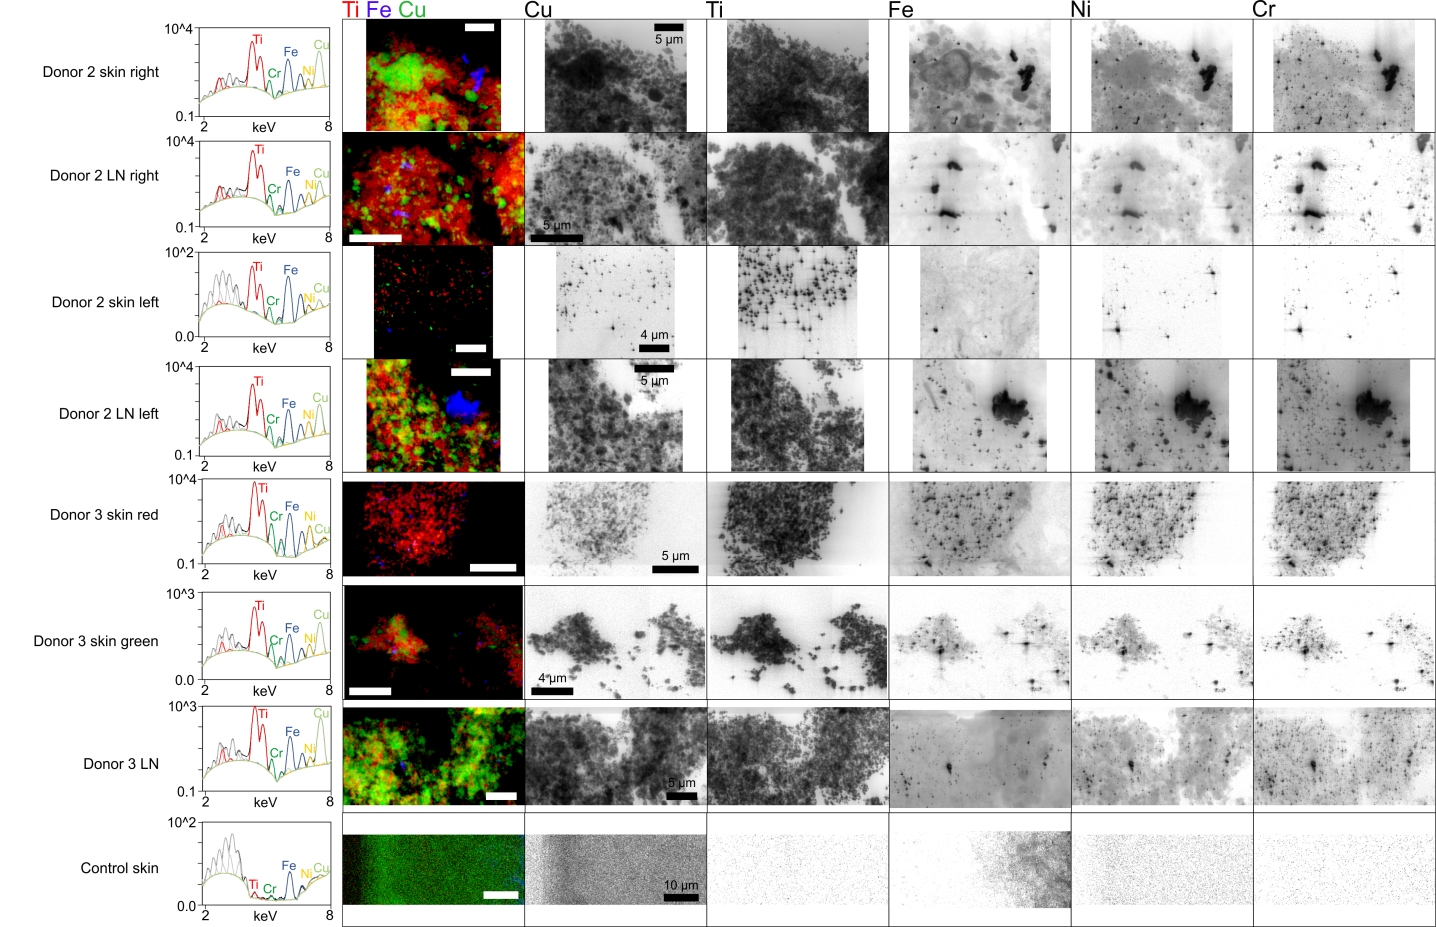 Ti Fe Cu Cu Ti Fe Ni Cr
Donor 2 skin right
10^4
0.1
2 keV 8
Ti Cr Fe Ni Cu
5 µm
Donor 2 LN right
10^4
0.1
2 keV 8
Ti Cr Fe Ni Cu
5 µm
Donor 2 skin left
10^2
0.0
2 keV 8
Ti Cr Fe Ni Cu
4 µm
Donor 2 LN left
10^4
0.1
2 keV 8
Ti Cr Fe Ni Cu
5 µm
Donor 3 skin red
10^4
0.1
2 keV 8
Ti Cr Fe Ni Cu
5 µm
Donor 3 skin green
10^3
0.0
2 keV 8
Ti Cr Fe Ni Cu
4 µm
Donor 3 LN
10^3
0.1
2 keV 8
Ti Cr Fe Ni Cu
5 µm
Control skin
10^2
0.0
2 keV 8
Ti Cr Fe Ni Cu
10 µm